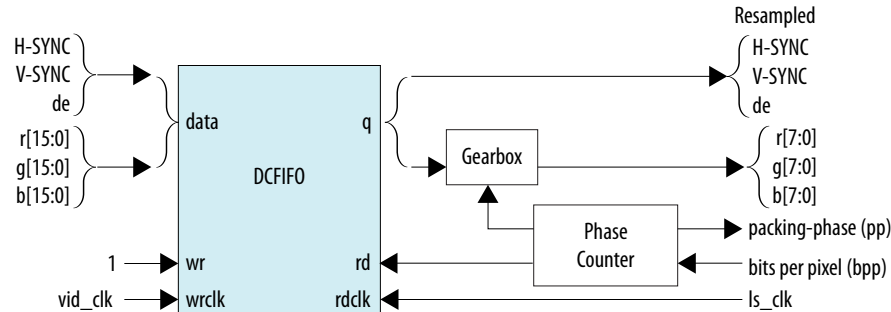 Resampled
H-SYNC
V-SYNC
de
r[15:0]
g[15:0]
b[15:0]
data
q
DCFIFO
Gearbox
H-SYNC
V-SYNC
de
r[7:0]
g[7:0]
b[7:0]
Phase
Counter
packing-phase (pp)
bits per pixel (bpp)
1
wr
rd
vid_clk
wrclk
rdclk
ls_clk